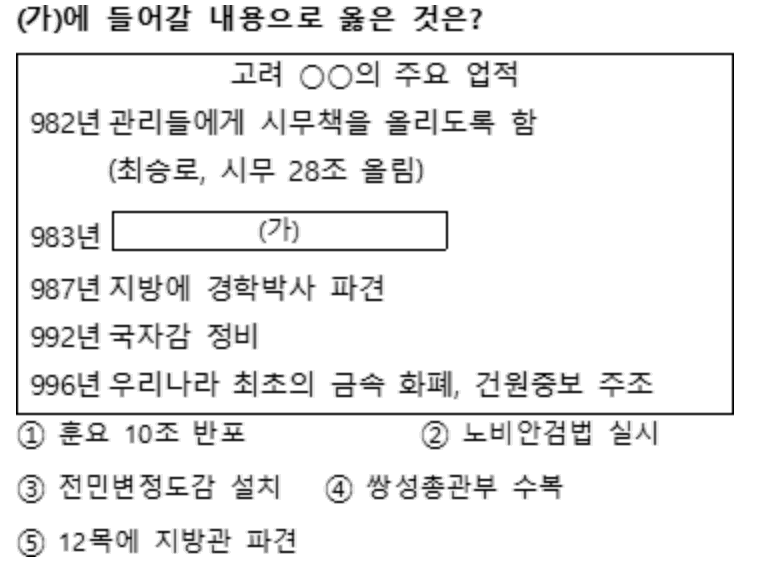 (가)에 들어갈 내용으로 옳은 것은?
고려 ○○의 주요 업적
982년 관리들에게 시무책을 올리도록 함
(최승로, 시무 28조 올림)
983년 (가)
987년 지방에 경학박사 파견
992년 국자감 정비
996년 우리나라 최초의 금속 화폐, 건원중보 주조
① 훈요 10조 반포 ② 노비안검법 실시
③ 전민변정도감 설치 ④ 쌍성총관부 수복
⑤ 12목에 지방관 파견